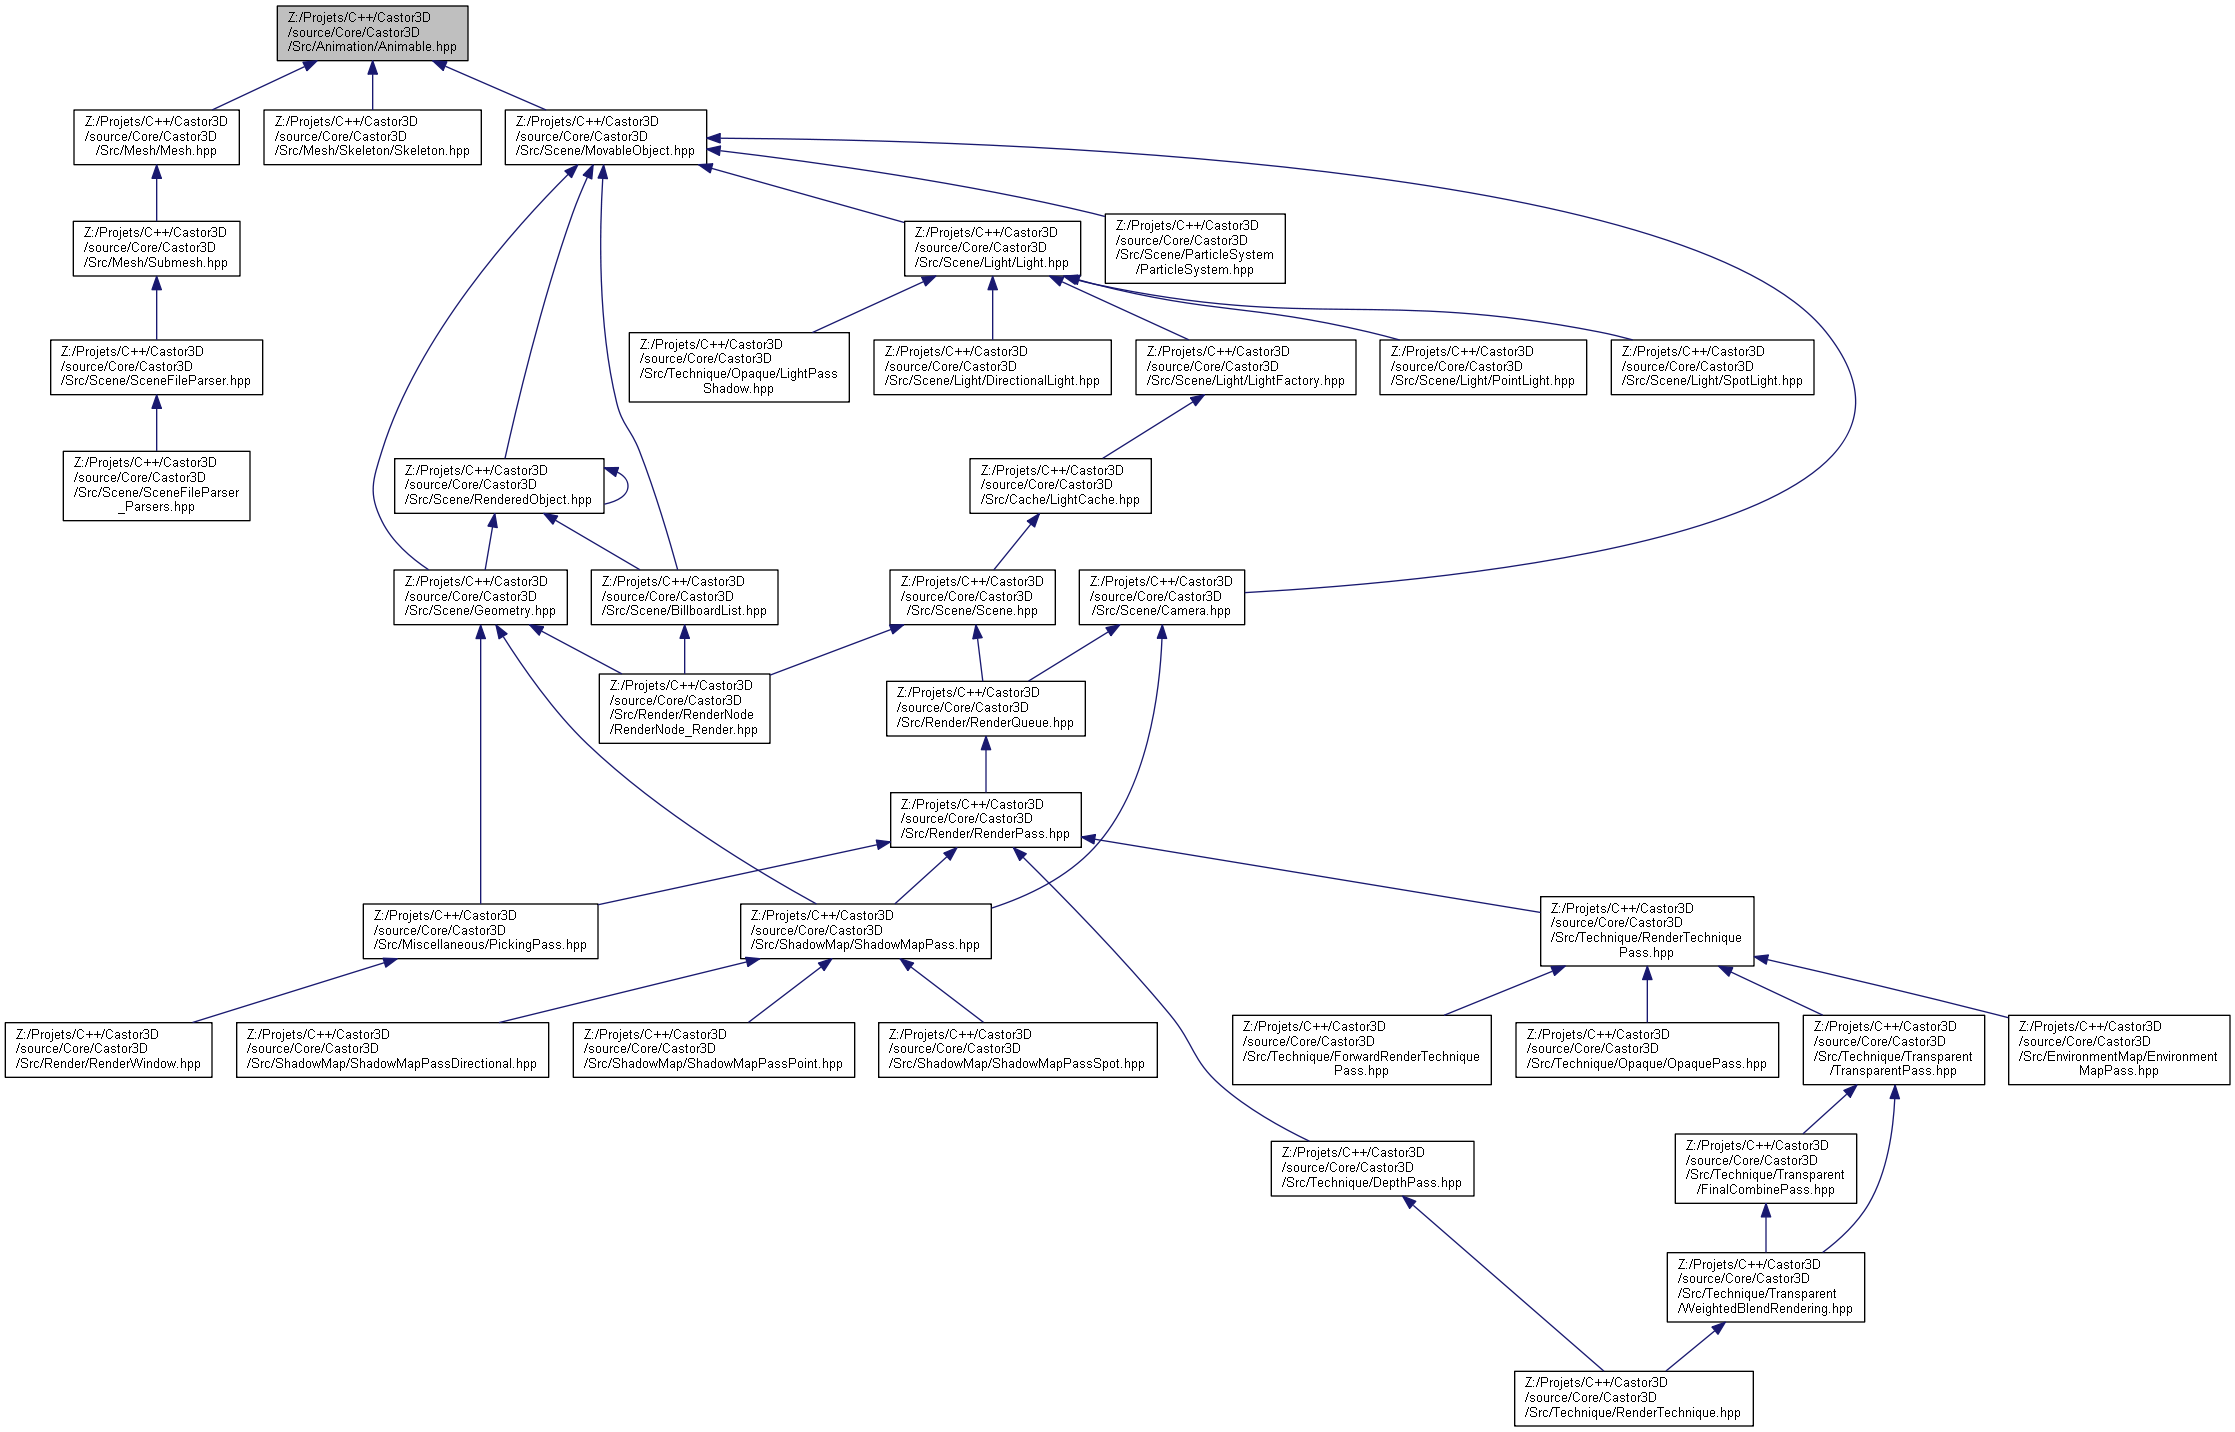 Z:/Projets/C++/Castor3D
/source/Core/Castor3D
/Src/Animation/Animable.hpp
Z:/Projets/C++/Castor3D
/source/Core/Castor3D
/Src/Mesh/Mesh.hpp
Z:/Projets/C++/Castor3D
/source/Core/Castor3D
/Src/Mesh/Skeleton/Skeleton.hpp
Z:/Projets/C++/Castor3D
/source/Core/Castor3D
/Src/Scene/MovableObject.hpp
Z:/Projets/C++/Castor3D
/source/Core/Castor3D
/Src/Mesh/Submesh.hpp
Z:/Projets/C++/Castor3D
/source/Core/Castor3D
/Src/Scene/Light/Light.hpp
Z:/Projets/C++/Castor3D
/source/Core/Castor3D
/Src/Scene/ParticleSystem
/ParticleSystem.hpp
Z:/Projets/C++/Castor3D
/source/Core/Castor3D
/Src/Scene/SceneFileParser.hpp
Z:/Projets/C++/Castor3D
/source/Core/Castor3D
/Src/Technique/Opaque/LightPass
Shadow.hpp
Z:/Projets/C++/Castor3D
/source/Core/Castor3D
/Src/Scene/Light/DirectionalLight.hpp
Z:/Projets/C++/Castor3D
/source/Core/Castor3D
/Src/Scene/Light/LightFactory.hpp
Z:/Projets/C++/Castor3D
/source/Core/Castor3D
/Src/Scene/Light/PointLight.hpp
Z:/Projets/C++/Castor3D
/source/Core/Castor3D
/Src/Scene/Light/SpotLight.hpp
Z:/Projets/C++/Castor3D
/source/Core/Castor3D
/Src/Scene/SceneFileParser
_Parsers.hpp
Z:/Projets/C++/Castor3D
/source/Core/Castor3D
/Src/Scene/RenderedObject.hpp
Z:/Projets/C++/Castor3D
/source/Core/Castor3D
/Src/Cache/LightCache.hpp
Z:/Projets/C++/Castor3D
/source/Core/Castor3D
/Src/Scene/Geometry.hpp
Z:/Projets/C++/Castor3D
/source/Core/Castor3D
/Src/Scene/BillboardList.hpp
Z:/Projets/C++/Castor3D
/source/Core/Castor3D
/Src/Scene/Scene.hpp
Z:/Projets/C++/Castor3D
/source/Core/Castor3D
/Src/Scene/Camera.hpp
Z:/Projets/C++/Castor3D
/source/Core/Castor3D
/Src/Render/RenderNode
/RenderNode_Render.hpp
Z:/Projets/C++/Castor3D
/source/Core/Castor3D
/Src/Render/RenderQueue.hpp
Z:/Projets/C++/Castor3D
/source/Core/Castor3D
/Src/Render/RenderPass.hpp
Z:/Projets/C++/Castor3D
/source/Core/Castor3D
/Src/Miscellaneous/PickingPass.hpp
Z:/Projets/C++/Castor3D
/source/Core/Castor3D
/Src/ShadowMap/ShadowMapPass.hpp
Z:/Projets/C++/Castor3D
/source/Core/Castor3D
/Src/Technique/RenderTechnique
Pass.hpp
Z:/Projets/C++/Castor3D
/source/Core/Castor3D
/Src/Render/RenderWindow.hpp
Z:/Projets/C++/Castor3D
/source/Core/Castor3D
/Src/ShadowMap/ShadowMapPassDirectional.hpp
Z:/Projets/C++/Castor3D
/source/Core/Castor3D
/Src/ShadowMap/ShadowMapPassPoint.hpp
Z:/Projets/C++/Castor3D
/source/Core/Castor3D
/Src/ShadowMap/ShadowMapPassSpot.hpp
Z:/Projets/C++/Castor3D
/source/Core/Castor3D
/Src/Technique/ForwardRenderTechnique
Pass.hpp
Z:/Projets/C++/Castor3D
/source/Core/Castor3D
/Src/Technique/Opaque/OpaquePass.hpp
Z:/Projets/C++/Castor3D
/source/Core/Castor3D
/Src/Technique/Transparent
/TransparentPass.hpp
Z:/Projets/C++/Castor3D
/source/Core/Castor3D
/Src/EnvironmentMap/Environment
MapPass.hpp
Z:/Projets/C++/Castor3D
/source/Core/Castor3D
/Src/Technique/DepthPass.hpp
Z:/Projets/C++/Castor3D
/source/Core/Castor3D
/Src/Technique/Transparent
/FinalCombinePass.hpp
Z:/Projets/C++/Castor3D
/source/Core/Castor3D
/Src/Technique/Transparent
/WeightedBlendRendering.hpp
Z:/Projets/C++/Castor3D
/source/Core/Castor3D
/Src/Technique/RenderTechnique.hpp